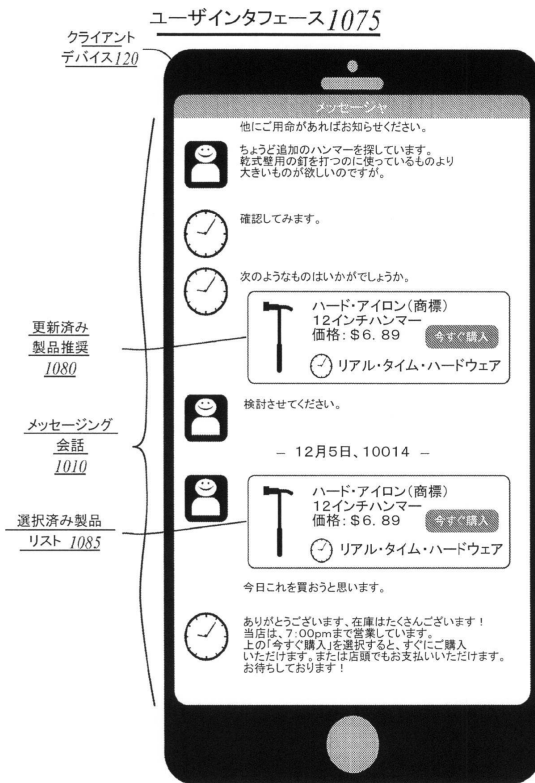 ユーザインタフェース1075
クライアント
デバイス120
メッセージャ
他にご用命があればお知らせください。
ちょうど追加のハンマーを探しています。
乾式壁用の釘を打つのに使っているものより
大きいものが欲しいのですが。
確認してみます。
次のようなものはいかがでしょうか。
ハード・アイロン(商標)
12インチハンマー
価格:$6.89
今すぐ購入
リアル・タイム・ハードウェア
更新済み
製品推奨
1080
検討させてください。
メッセージング
会話
1010
- 12月5日、10014 -
ハード・アイロン(商標)
12インチハンマー
価格:$6.89
今すぐ購入
リアル・タイム・ハードウェア
選択済み製品
リスト 1085
今日これを買おうと思います。
ありがとうございます、在庫はたくさんございます!
当店は、7:00pmまで営業しています。
上の「今すぐ購入」を選択すると、すぐにご購入
いただけます。または店頭でもお支払いいただけます。
お待ちしております!